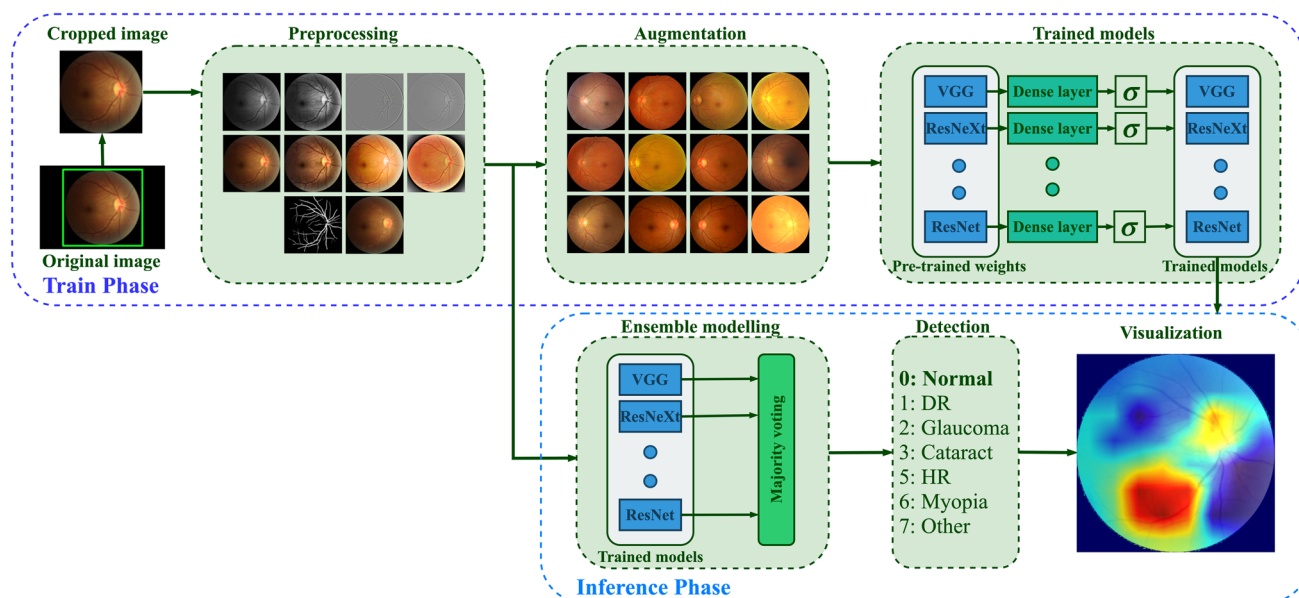 Cropped image
Preprocessing
Augmentation
Trained models
VGG
Dense layer
σ
VGG
ResNeXt
Dense layer
σ
ResNeXt
ResNet
Dense layer
σ
ResNet
Original image
Pre-trained weights
Trained models
Train Phase
Ensemble modelling
Detection
Visualization
VGG
ResNeXt
ResNet
Majority voting
Trained models
0: Normal
1: DR
2: Glaucoma
3: Cataract
5: HR
6: Myopia
7: Other
Inference Phase